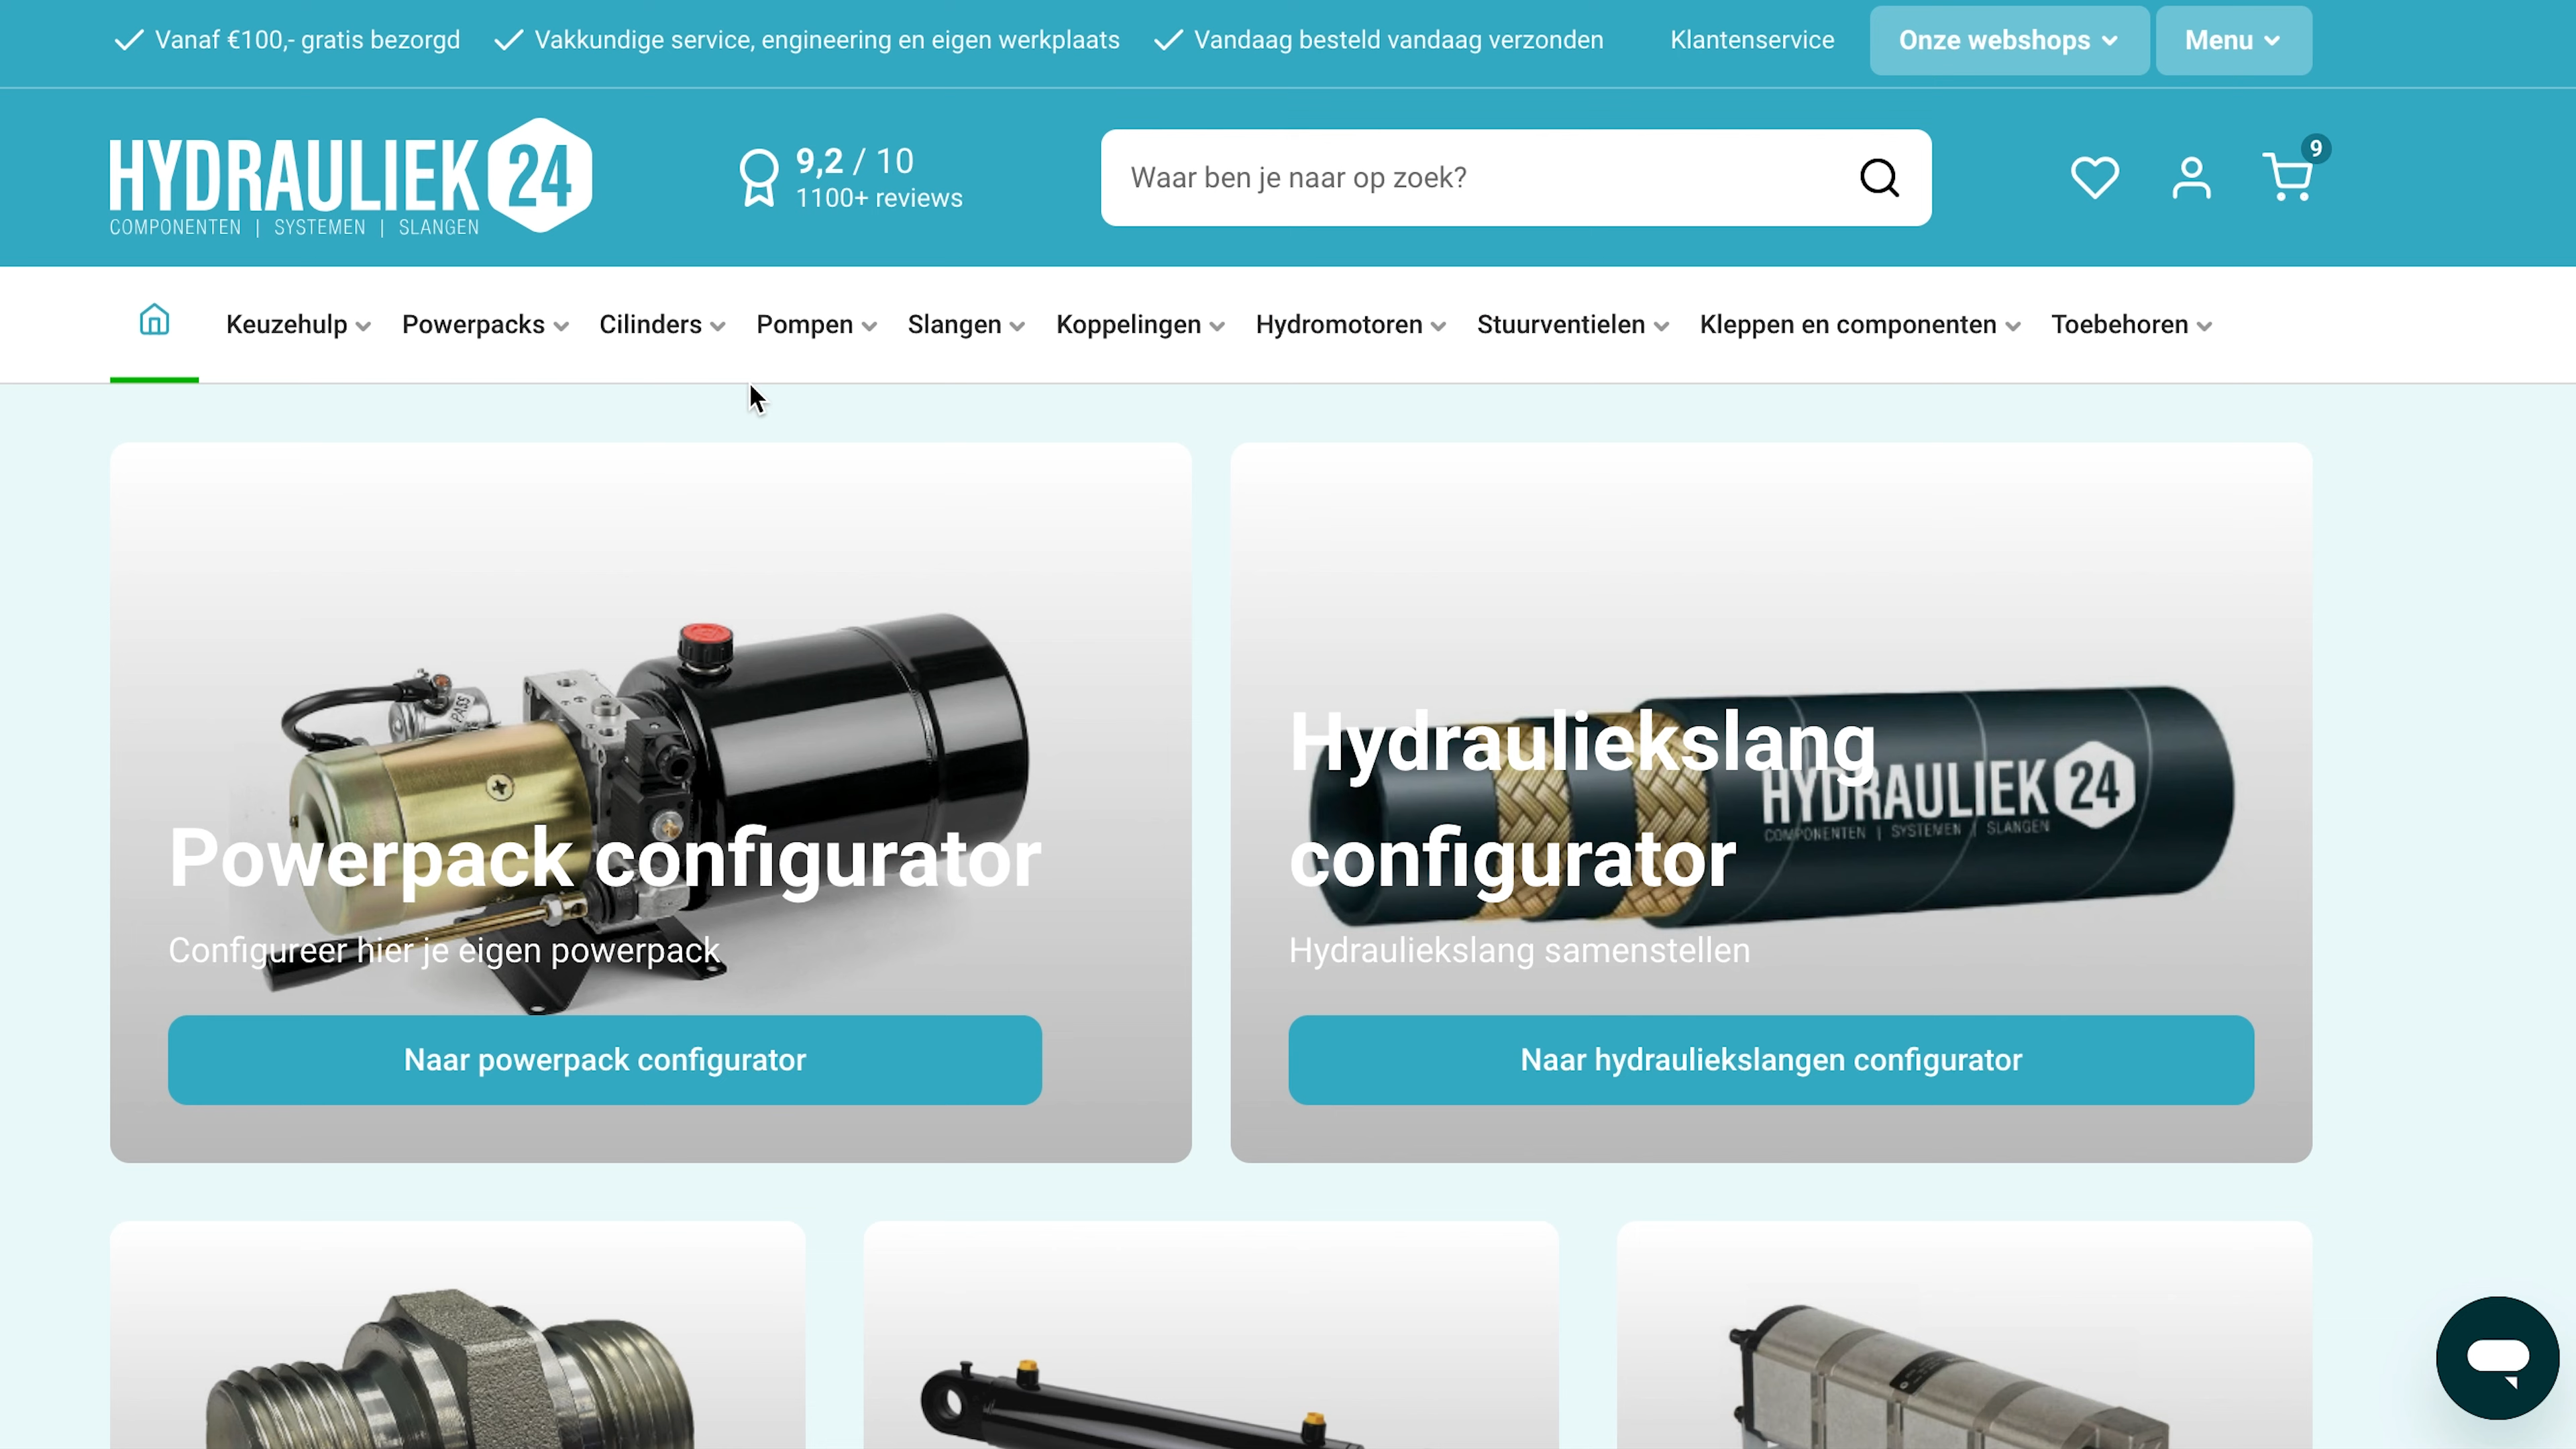 Vanaf €100,- gratis bezorgd
Vakkundige service, engineering en eigen werkplaats
Vandaag besteld vandaag verzonden
Klantenservice
Onze webshops
Menu
HYDRAULIEK 24
COMPONENTEN | SYSTEMEN | SLANGEN
9,2 / 10
1100+ reviews
Waar ben je naar op zoek?
9
Keuzehulp
Powerpacks
Cilinders
Pompen
Slangen
Koppelingen
Hydromotoren
Stuurventielen
Kleppen en componenten
Toebehoren
PASS
Powerpack configurator
Configureer hier je eigen powerpack
Naar powerpack configurator
Hydrauliekslang
configurator
HYDRAULIEK 24
COMPONENTEN | SYSTEMEN | SLANGEN
Hydrauliekslang samenstellen
Naar hydrauliekslangen configurator